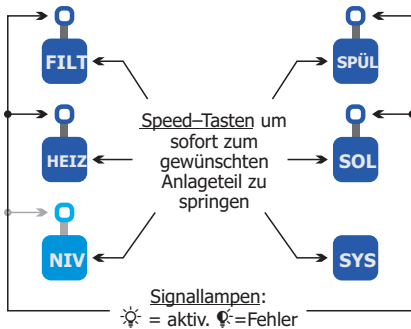 FILT
SPÜL
Speed–Tasten um
sofort zum
gewünschten
Anlageteil zu
springen
HEIZ
SOL
NIV
SYS
Signallampen:
= aktiv. =Fehler